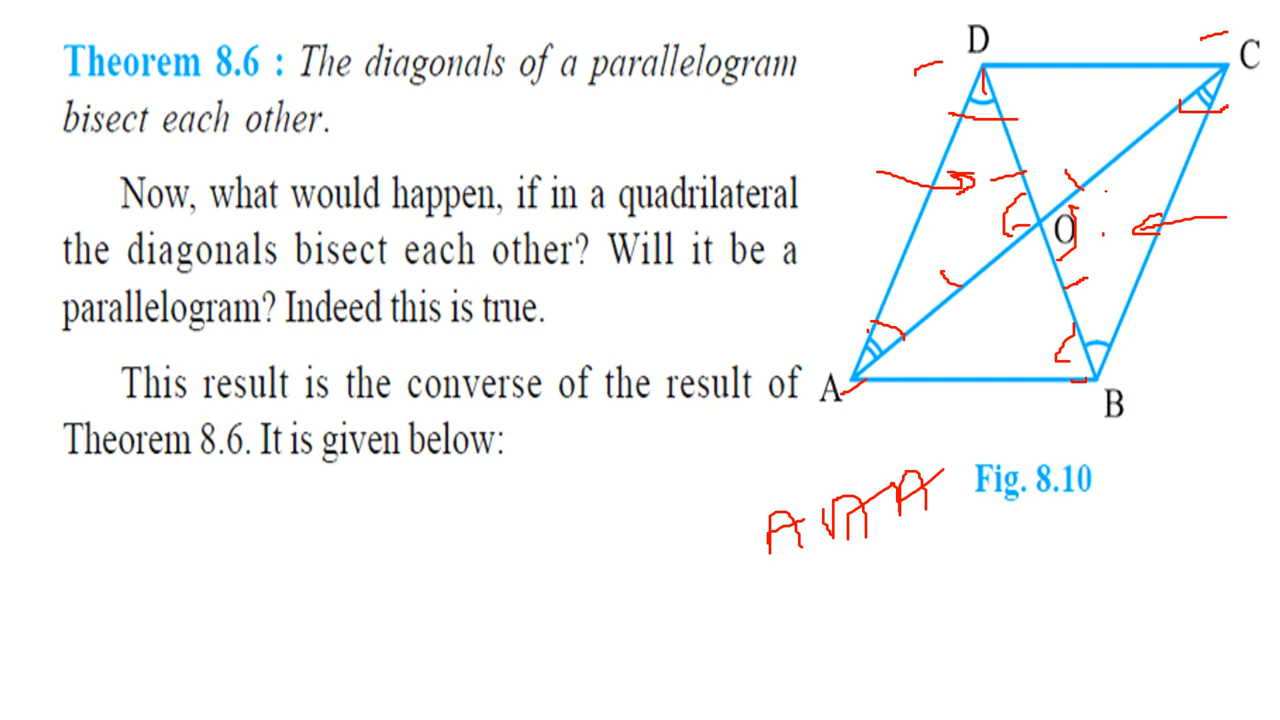 Theorem 8.6 : The diagonals of a parallelogram
bisect each other.
Now, what would happen, if in a quadrilateral
the diagonals bisect each other? Will it be a
parallelogram? Indeed this is true.
This result is the converse of the result of
Theorem 8.6. It is given below:
D
C
O
A
B
Fig. 8.10